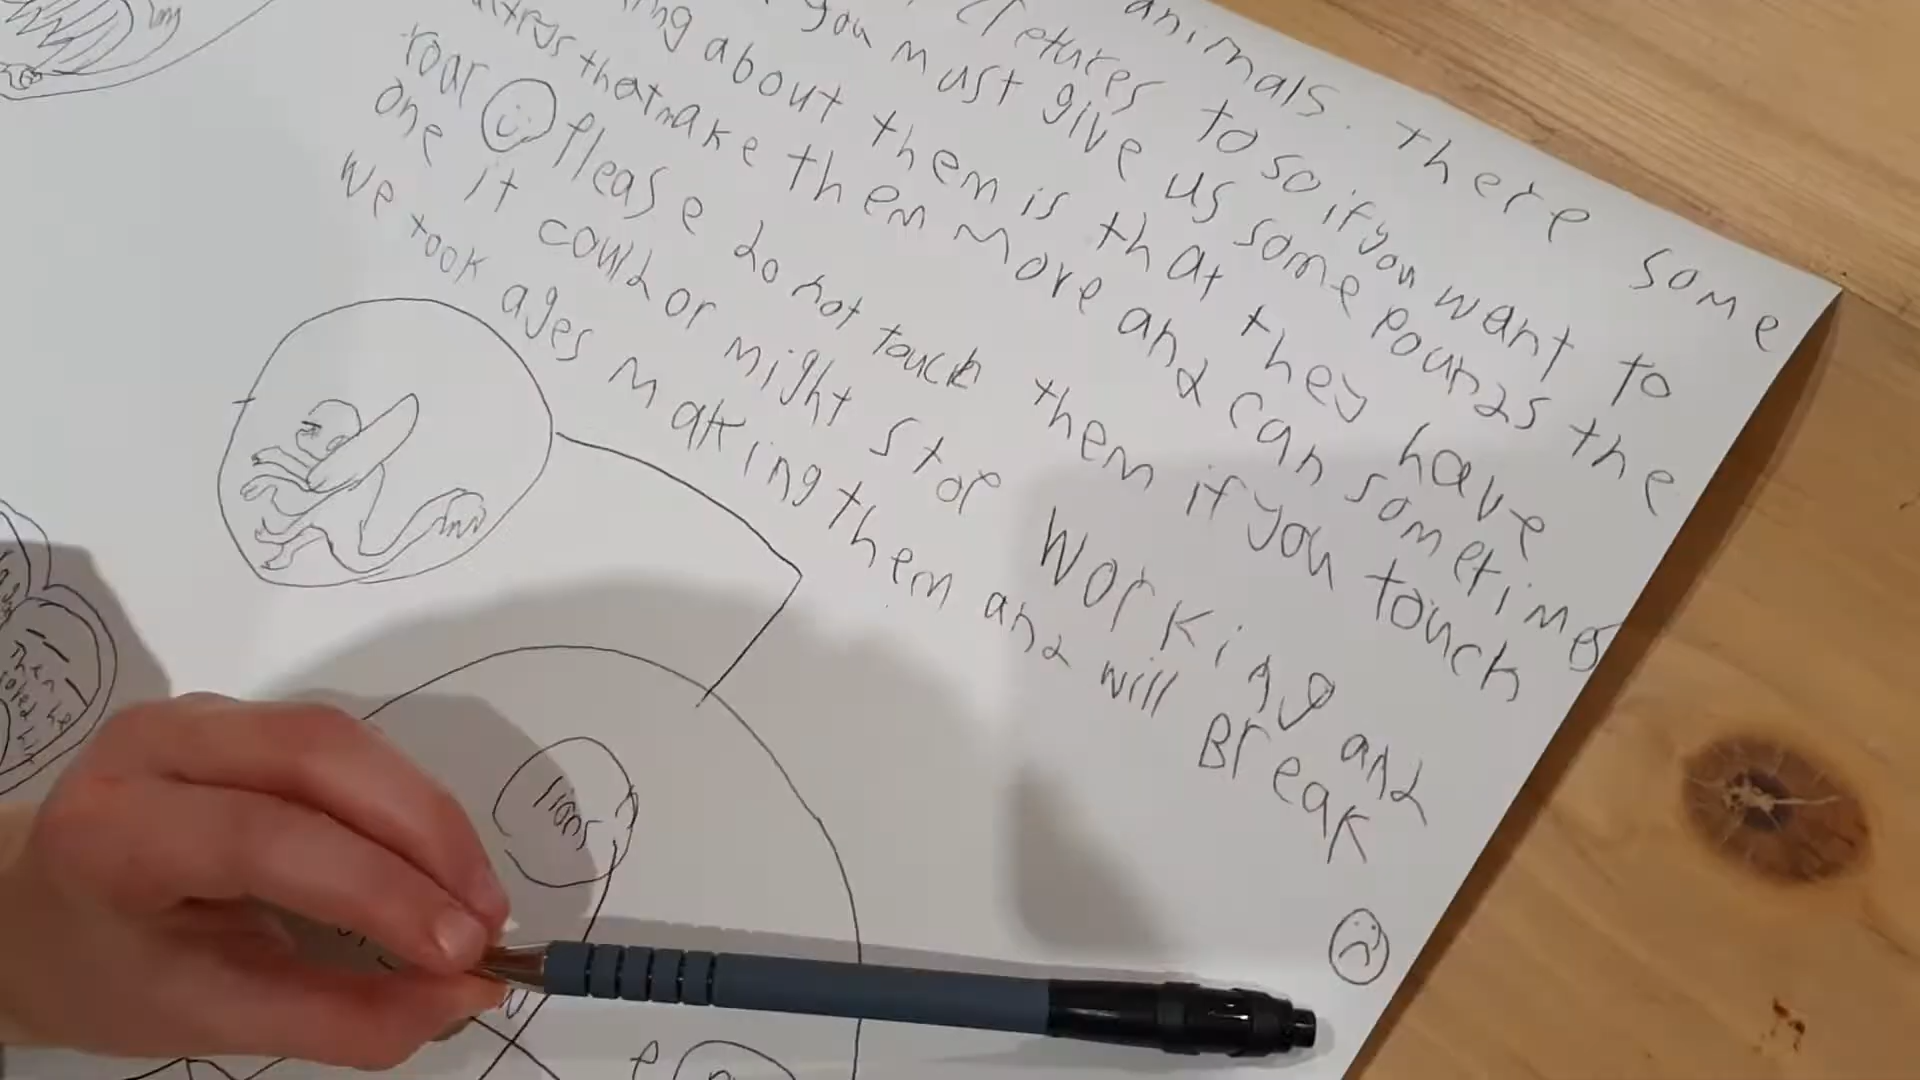 animals. There some
cretures to so if you want to
you must give us some pounds the
about them is that they have
that make them more and can sometimes
roar Please do not touch them if you touch
one it could or might stop Working and
we took ages making them and will Break
lions